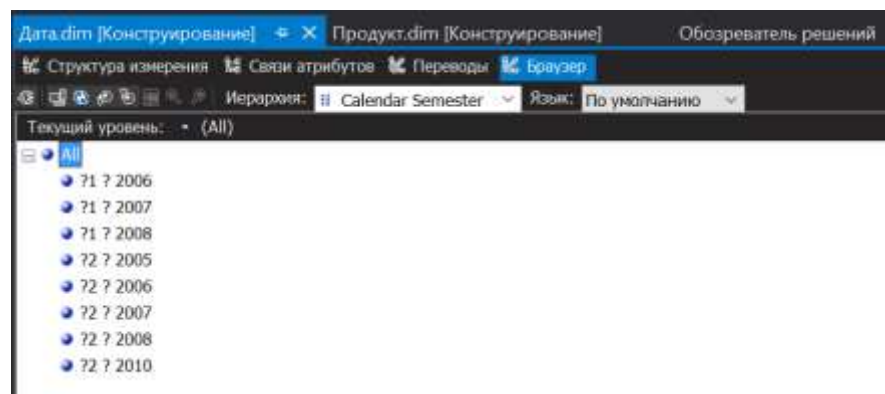 Дата.dim [Конструирование] Продукт.dim [Конструирование] Обозреватель решений
Структура измерения Связи атрибутов Переводы Браузер
Иерархия: Calendar Semester Язык: По умолчанию
Текущий уровень: (All)
All
?1 ? 2006
?1 ? 2007
?1 ? 2008
?2 ? 2005
?2 ? 2006
?2 ? 2007
?2 ? 2008
?2 ? 2010